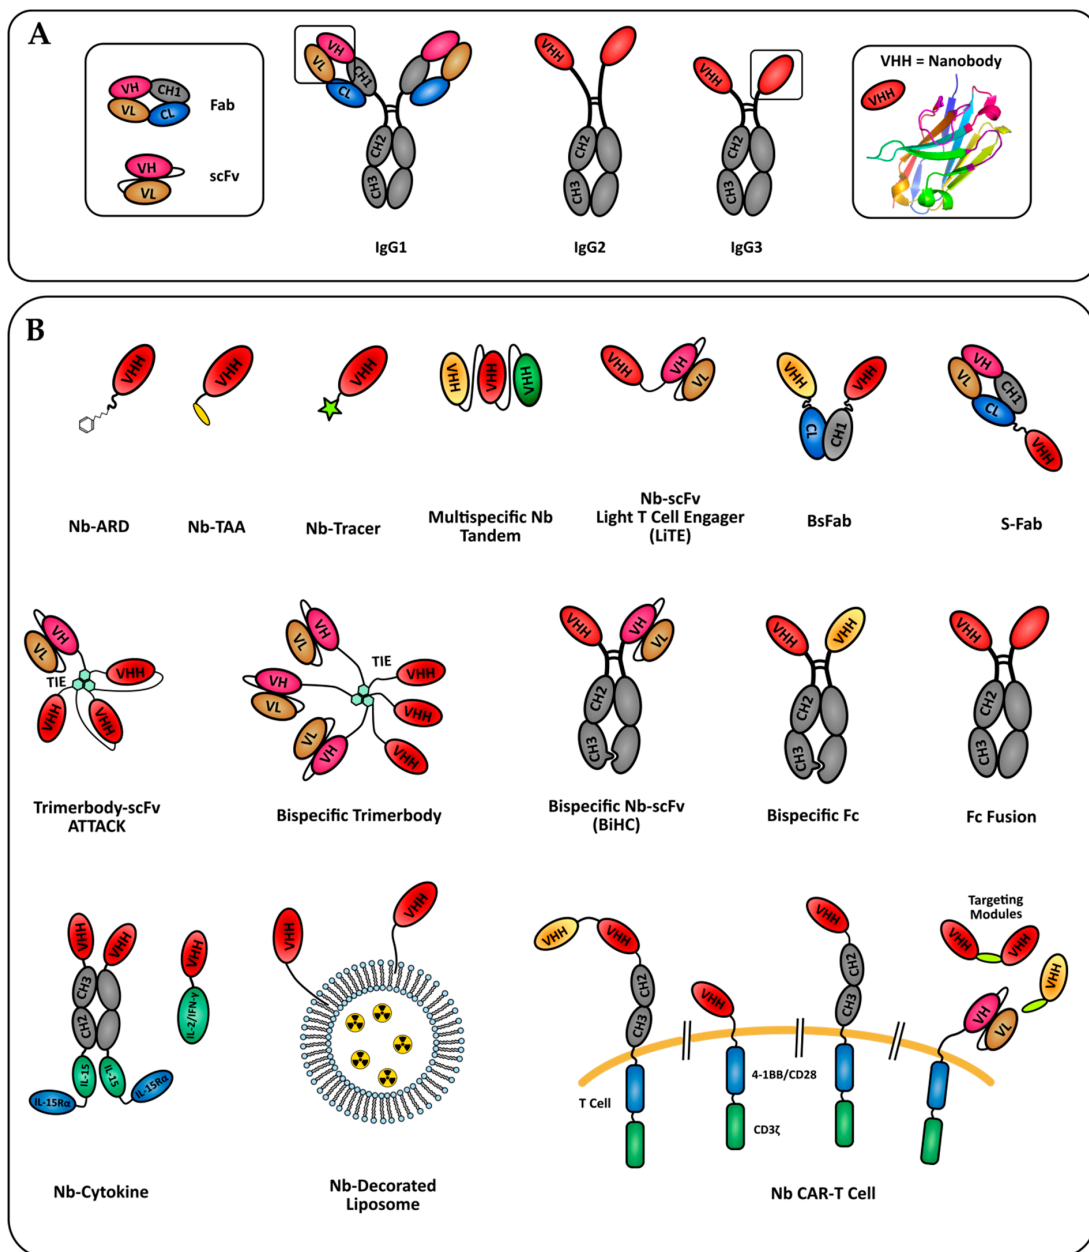 A
VH
CH1
VL
CL
Fab
VH
VL
scFv
VH
VL
CH1
CL
CH2
CH3
IgG1
VHH
CH2
CH3
IgG2
VHH
CH2
CH3
IgG3
VHH = Nanobody
VHH
B
VHH
Nb-ARD
VHH
Nb-TAA
VHH
Nb-Tracer
VHH
VHH
VHH
Multispecific Nb
Tandem
VHH
VH
VL
Nb-scFv
Light T Cell Engager
(LiTE)
VHH
VHH
CL
CH1
BsFab
VH
VL
CH1
CL
VHH
S-Fab
VH
VL
TIE
VHH
VHH
VHH
Trimerbody-scFv
ATTACK
VH
VL
TIE
VH
VL
VL
VH
VHH
VHH
VHH
Bispecific Trimerbody
VHH
VH
VL
CH2
CH3
Bispecific Nb-scFv
(BiHC)
VHH
VHH
CH2
CH3
Bispecific Fc
VHH
CH2
CH3
Fc Fusion
VHH
VHH
CH3
CH2
IL-15
IL-15
IL-15Rα
IL-15Rα
VHH
IL-2/IFN-γ
Nb-Cytokine
VHH
VHH
Nb-Decorated
Liposome
VHH
VHH
CH2
CH3
T Cell
VHH
4-1BB/CD28
CD3ζ
VHH
CH2
CH3
Targeting
Modules
VHH
VHH
VHH
VH
VL
Nb CAR-T Cell